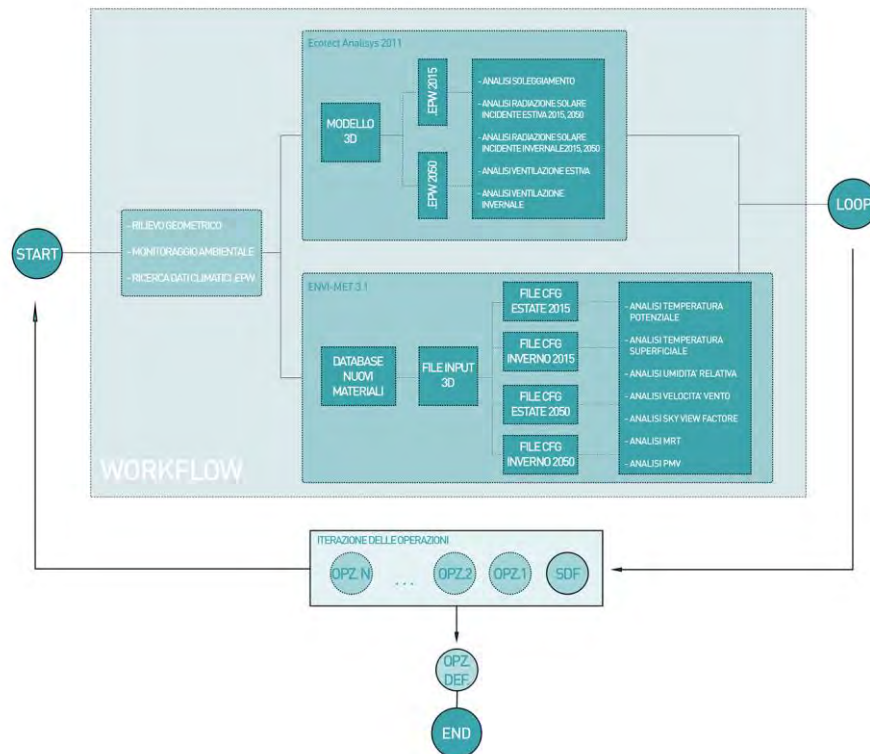 Ecotect Analisys 2011
.EPW 2015
MODELLO
3D
.EPW 2050
- ANALISI SOLEGGIAMENTO
- ANALISI RADIAZIONE SOLARE
INCIDENTE ESTIVA 2015, 2050
- ANALISI RADIAZIONE SOLARE
INCIDENTE INVERNALE2015, 2050
- ANALISI VENTILAZIONE ESTIVA
- ANALISI VENTILAZIONE
INVERNALE
START
- RILIEVO GEOMETRICO
- MONITORAGGIO AMBIENTALE
- RICERCA DATI CLIMATICI .EPW
LOOP
ENVI-MET 3.1
DATABASE
NUOVI
MATERIALI
FILE INPUT
3D
FILE CFG
ESTATE 2015
FILE CFG
INVERNO 2015
FILE CFG
ESTATE 2050
FILE CFG
INVERNO 2050
- ANALISI TEMPERATURA
POTENZIALE
- ANALISI TEMPERATURA
SUPERFICIALE
- ANALISI UMIDITA' RELATIVA
- ANALISI VELOCITA' VENTO
- ANALISI SKY VIEW FACTORE
- ANALISI MRT
- ANALISI PMV
WORKFLOW
ITERAZIONE DELLE OPERAZIONI
OPZ. N ... OPZ.2 OPZ.1 SDF
OPZ.
DEF.
END